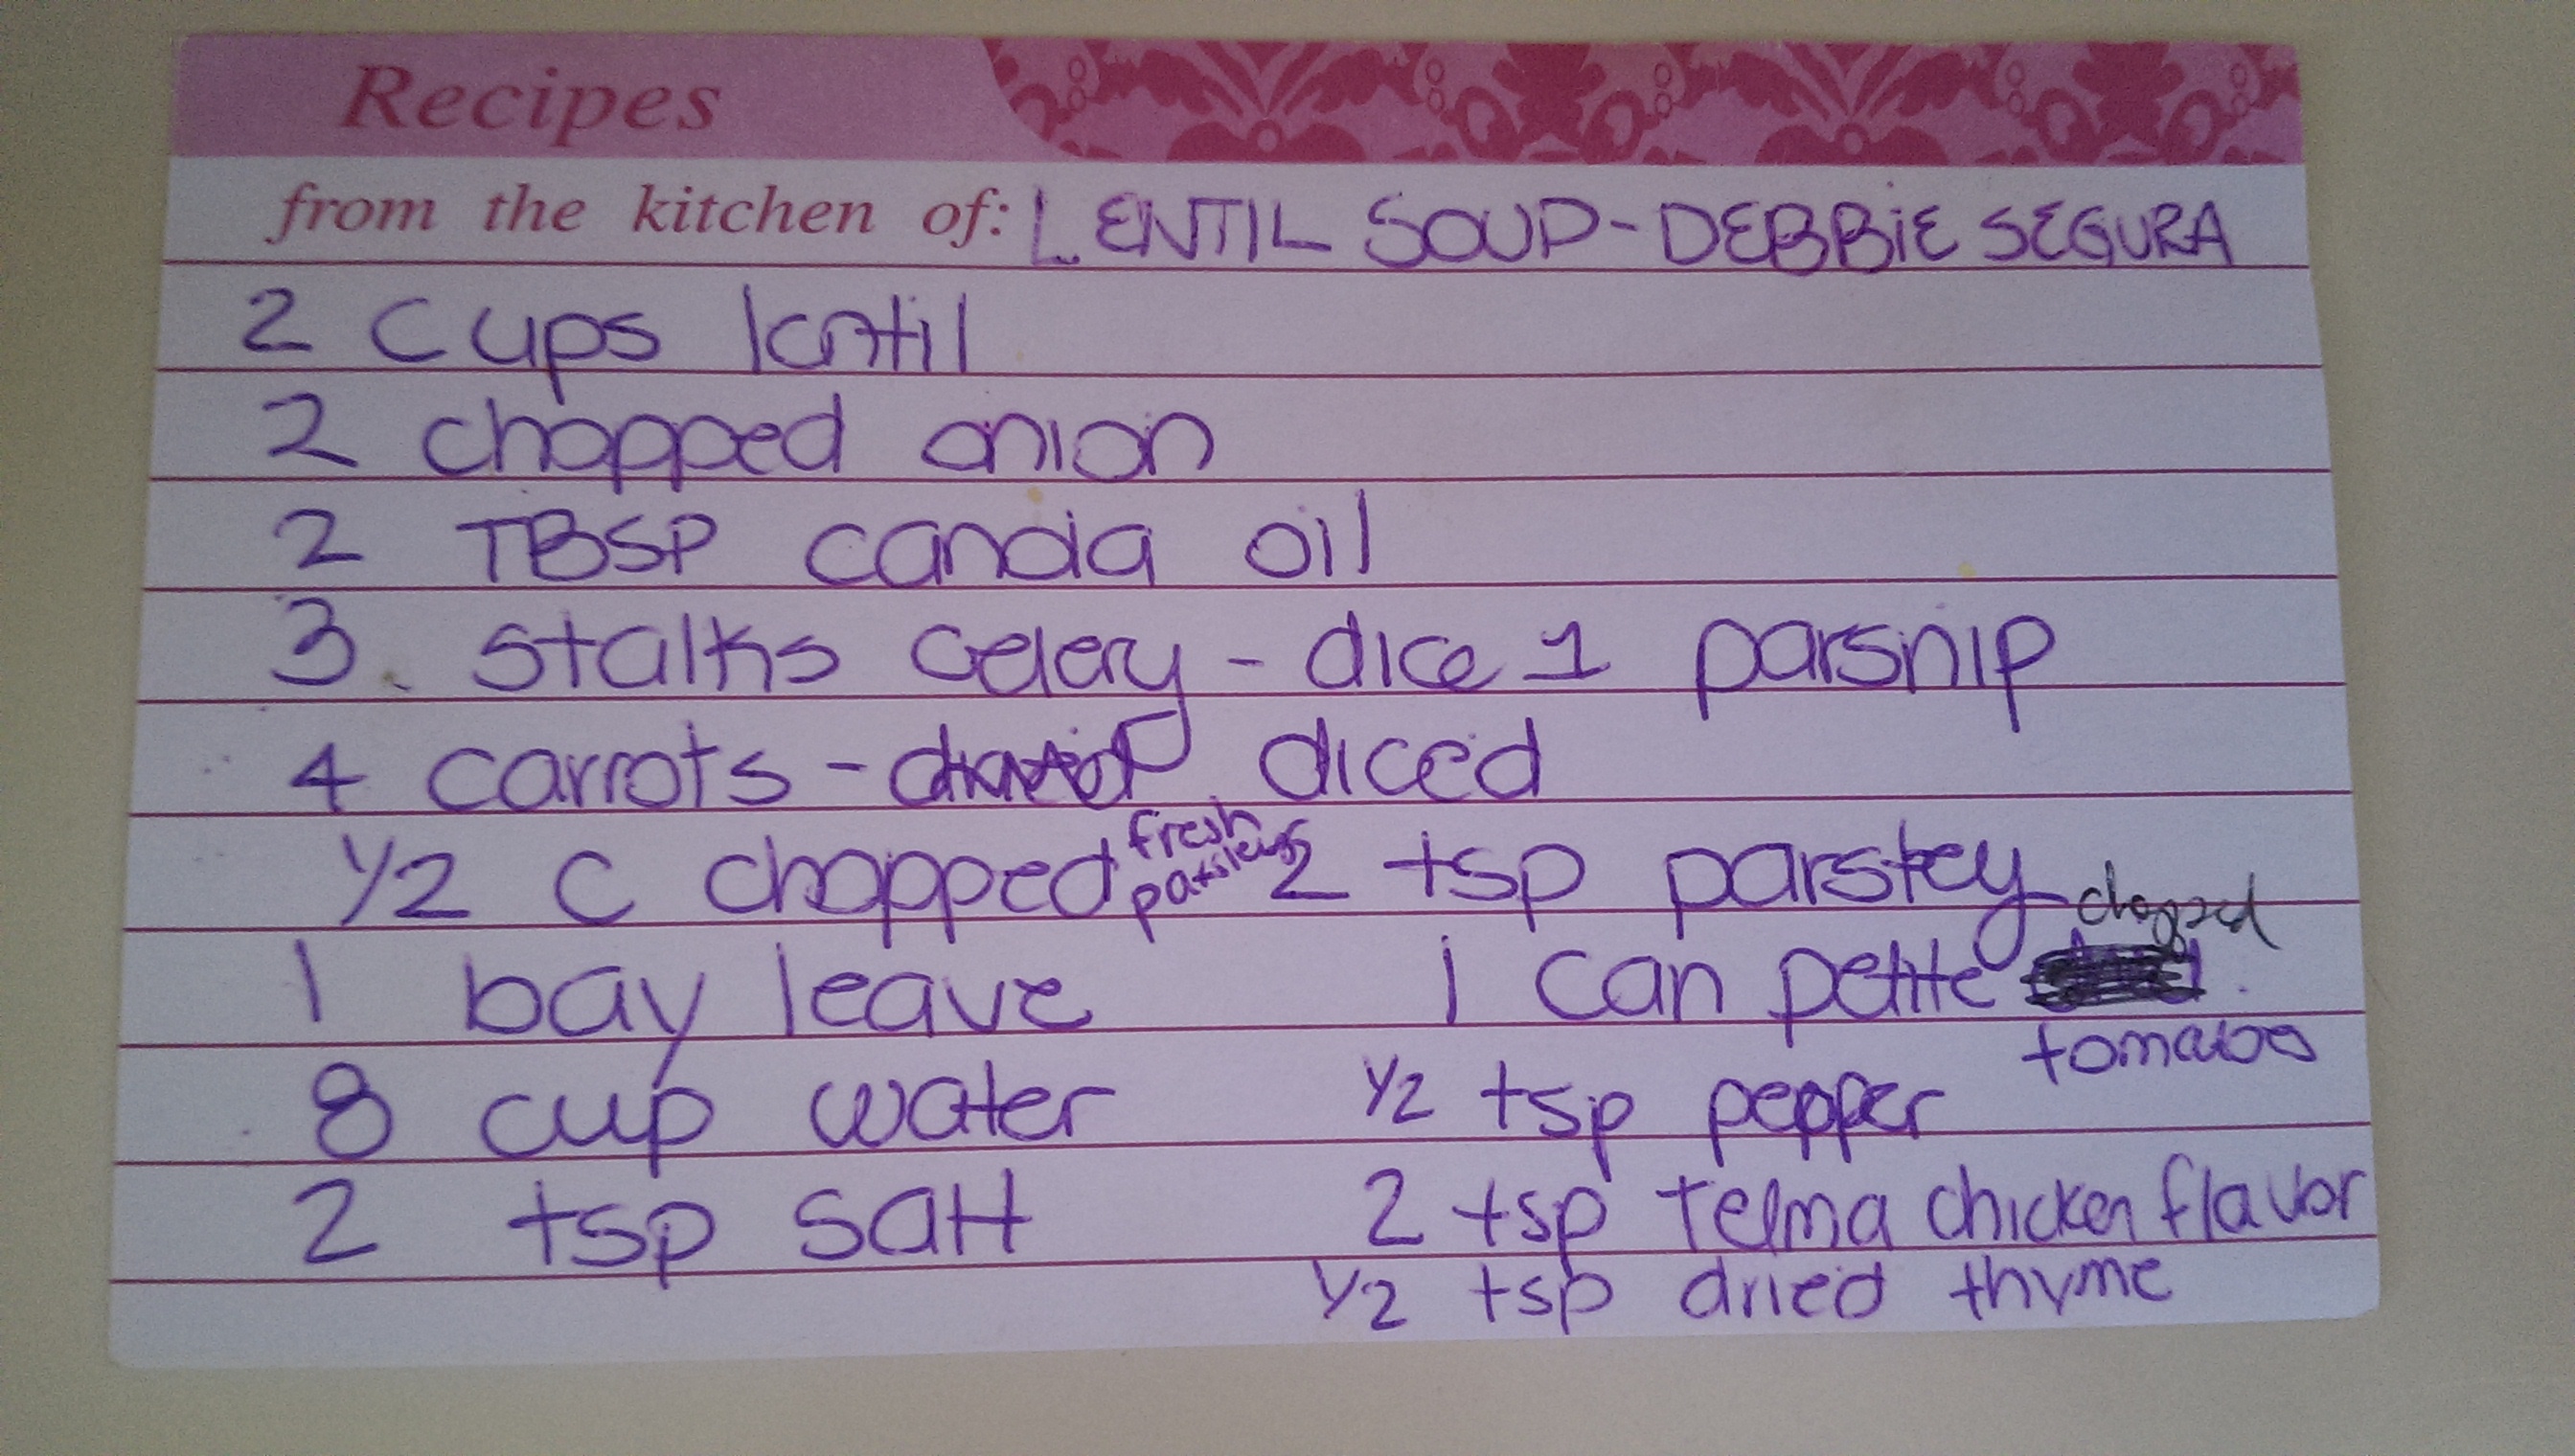 Recipes
from the kitchen of: LENTIL SOUP - DEBBiE SEGURA
2 cups lentil
2 chopped onion
2 TBSP canola oil
3 stalks celery - dice 1 parsnip
4 carrots - diced
1/2 C chopped fresh parsley 2 tsp parsley
1 bay leave 1 can petite chopped tomatoes
8 cup water 1/2 tsp pepper
2 tsp salt 2 tsp Telma chicken flavor
1/2 tsp dried thyme